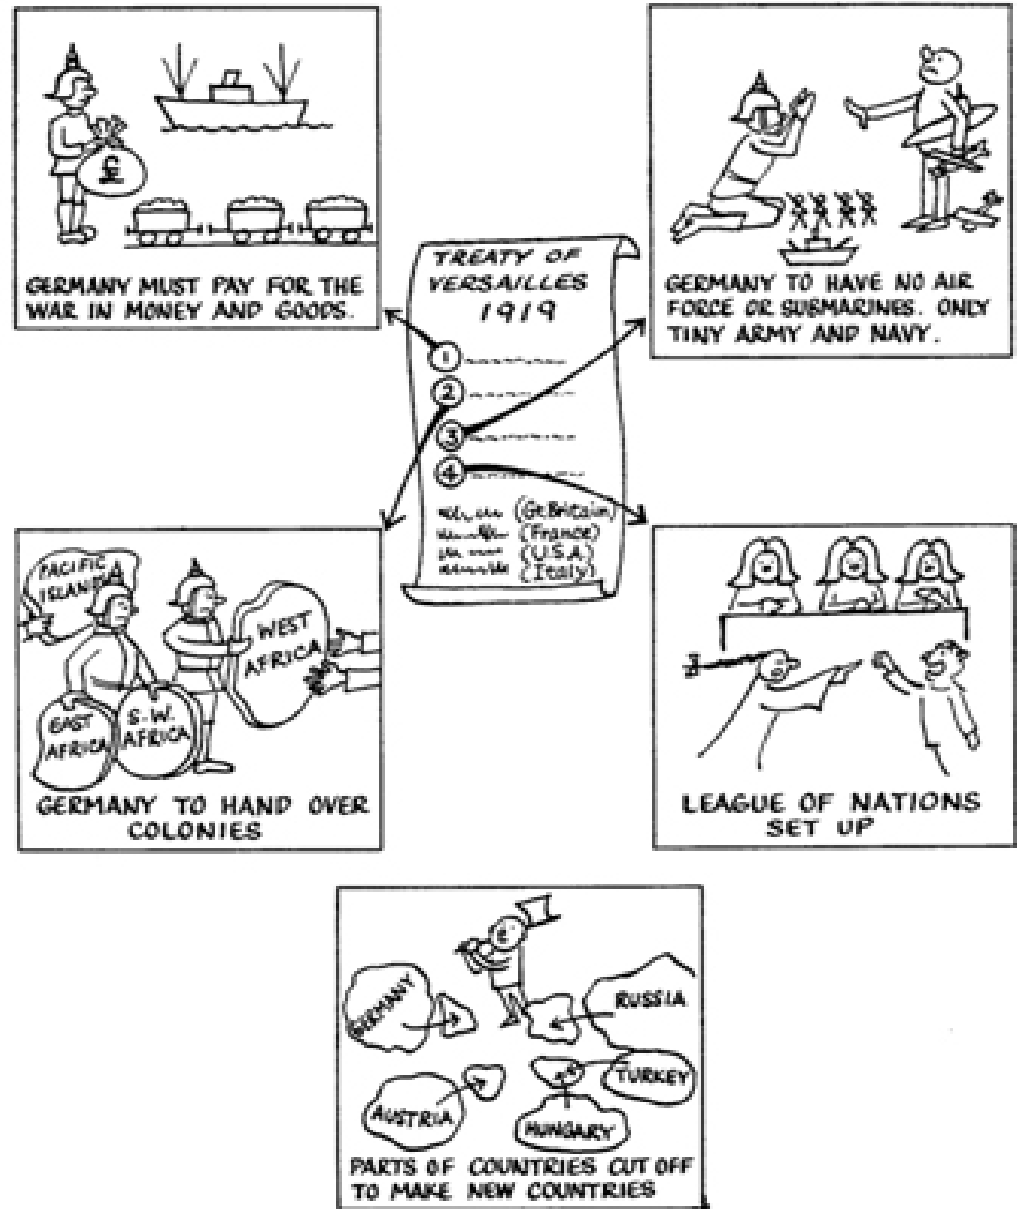 £
GERMANY MUST PAY FOR THE
WAR IN MONEY AND GOODS.
GERMANY TO HAVE NO AIR
FORCE OR SUBMARINES. ONLY
TINY ARMY AND NAVY.
TREATY OF
VERSAILLES
1919
1
2
3
4
(Gt. Britain)
(France)
(U.S.A.)
(Italy)
PACIFIC
ISLANDS
WEST
AFRICA
EAST
AFRICA
S.W.
AFRICA
GERMANY TO HAND OVER
COLONIES
LEAGUE OF NATIONS
SET UP
GERMANY
RUSSIA
TURKEY
AUSTRIA
HUNGARY
PARTS OF COUNTRIES CUT OFF
TO MAKE NEW COUNTRIES